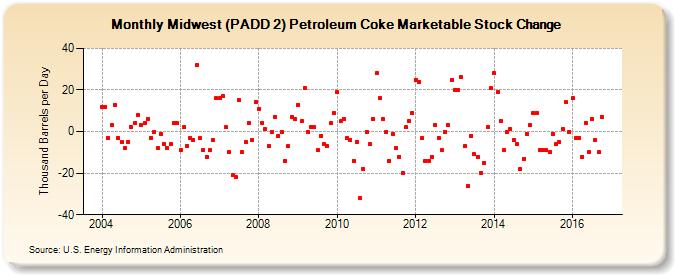 Monthly Midwest (PADD 2) Petroleum Coke Marketable Stock Change
Thousand Barrels per Day
40
20
0
-20
-40
2004 2006 2008 2010 2012 2014 2016
Source: U.S. Energy Information Administration